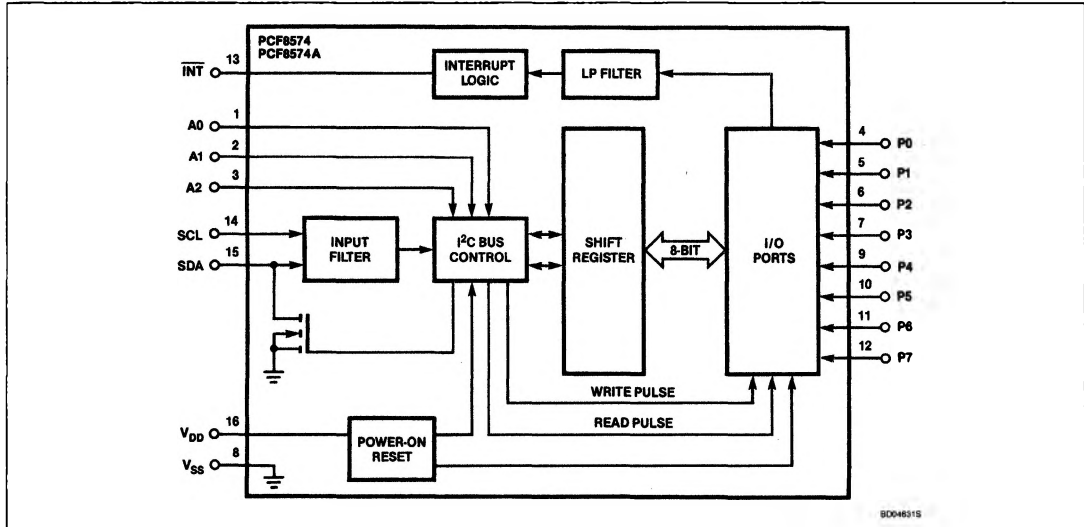 PCF8574
PCF8574A
INT
13
INTERRUPT
LOGIC
LP FILTER
A0
1
A1
2
A2
3
SCL
14
SDA
15
INPUT
FILTER
I²C BUS
CONTROL
SHIFT
REGISTER
8-BIT
I/O
PORTS
4
P0
5
P1
6
P2
7
P3
9
P4
10
P5
11
P6
12
P7
WRITE PULSE
READ PULSE
VDD
16
POWER-ON
RESET
VSS
8
BD04631S